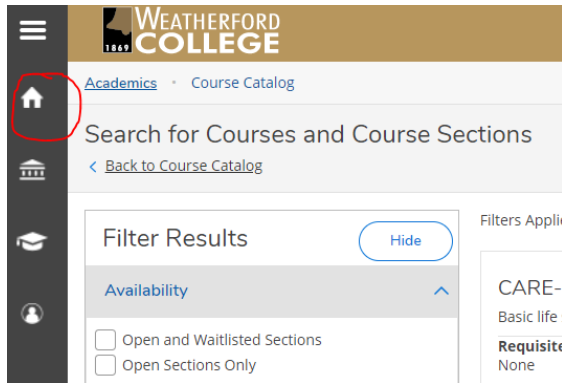 WEATHERFORD
1869 COLLEGE
Academics • Course Catalog
Search for Courses and Course Sections
< Back to Course Catalog
Filter Results
Hide
Availability
Open and Waitlisted Sections
Open Sections Only
Filters Applie
CARE-
Basic life
Requisite
None